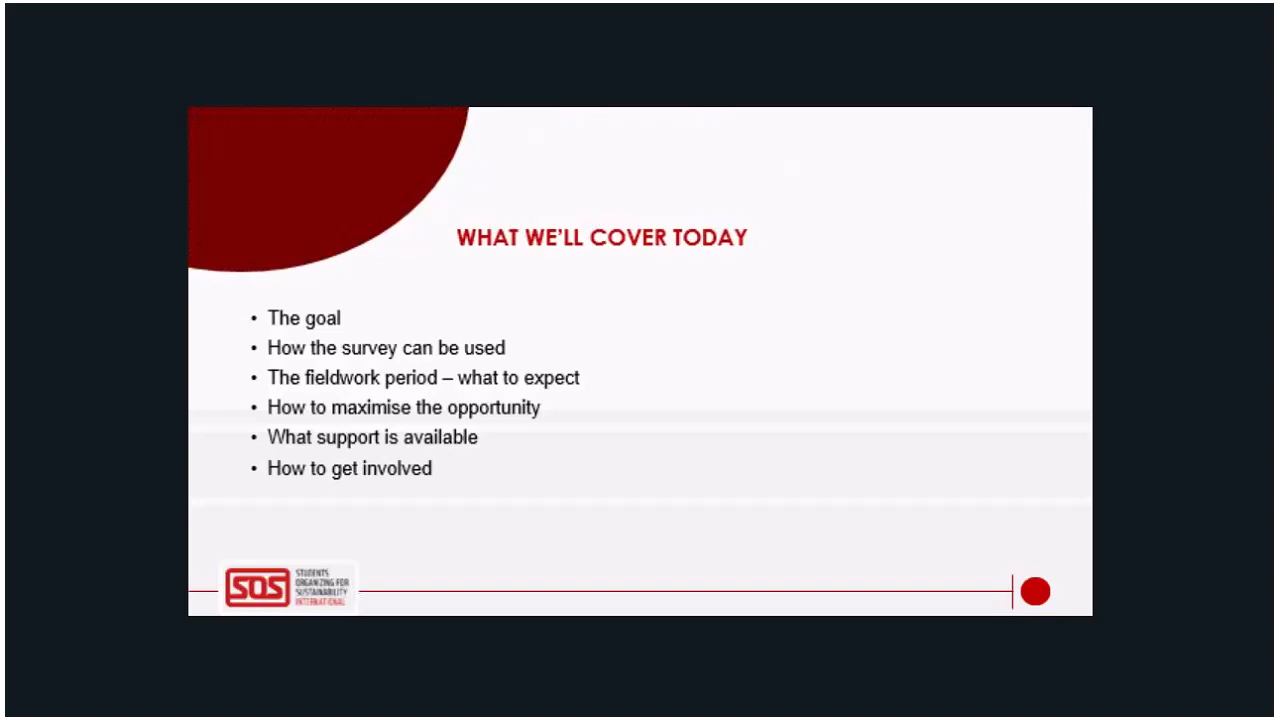 WHAT WE'LL COVER TODAY
• The goal
• How the survey can be used
• The fieldwork period – what to expect
• How to maximise the opportunity
• What support is available
• How to get involved
SOS
STUDENTS
ORGANIZING FOR
SUSTAINABILITY
INTERNATIONAL